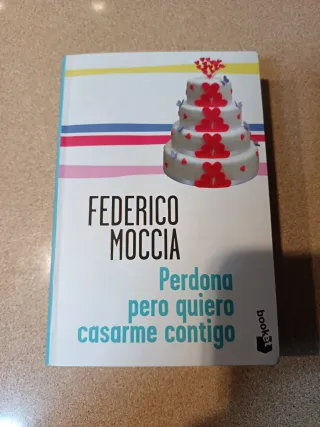 FEDERICO
MOCCIA
Perdona
pero quiero
casarme contigo
booket